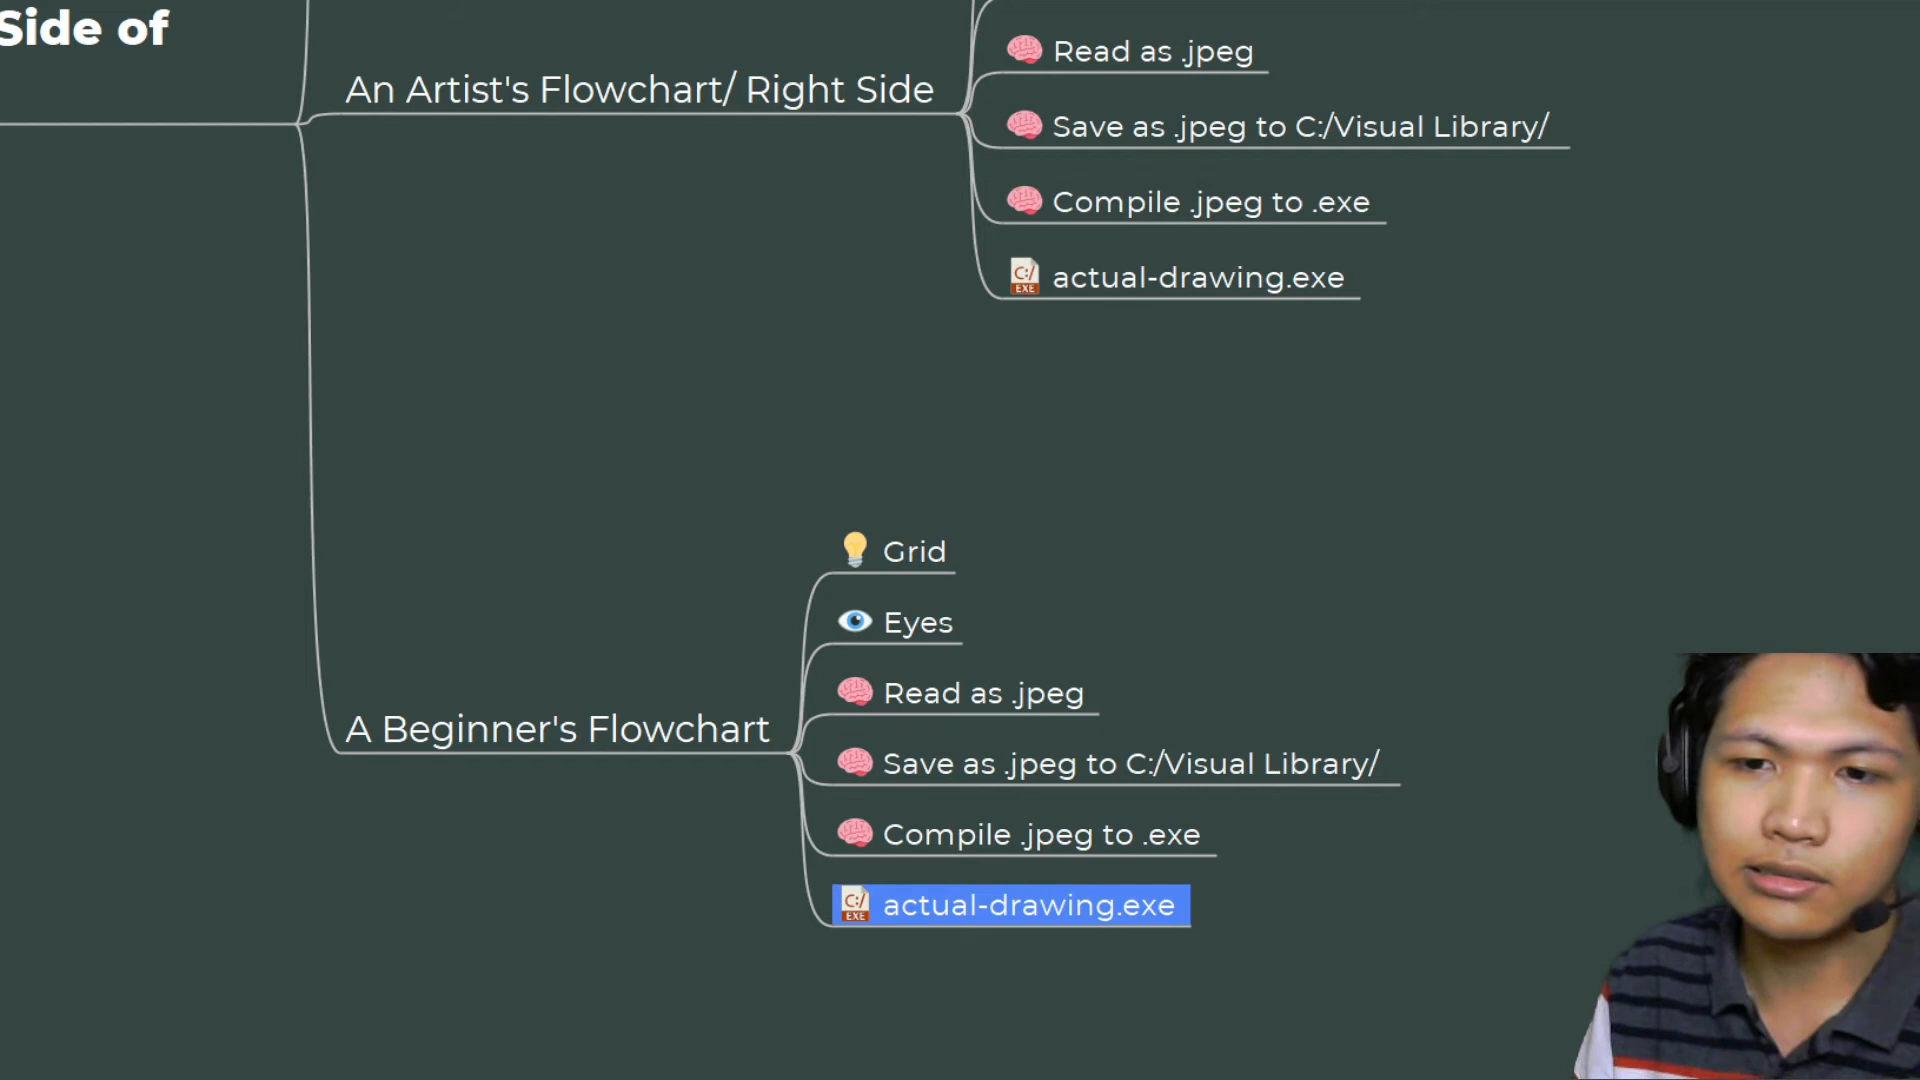 Side of
An Artist's Flowchart/ Right Side
Read as .jpeg
Save as .jpeg to C:/Visual Library/
Compile .jpeg to .exe
C:/
EXE
actual-drawing.exe
A Beginner's Flowchart
Grid
Eyes
Read as .jpeg
Save as .jpeg to C:/Visual Library/
Compile .jpeg to .exe
C:/
EXE
actual-drawing.exe